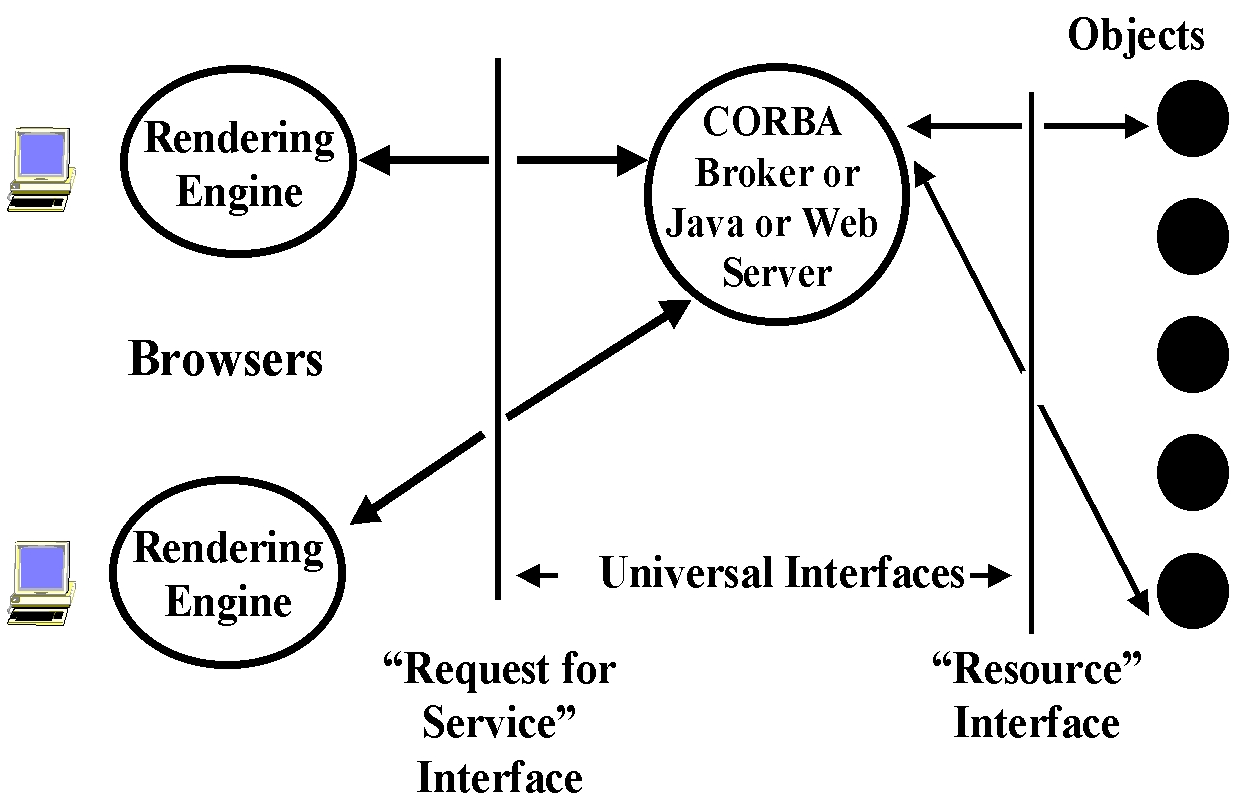 Objects
Rendering
Engine
CORBA
Broker or
Java or Web
Server
Browsers
Rendering
Engine
Universal Interfaces
“Request for
Service”
Interface
“Resource”
Interface